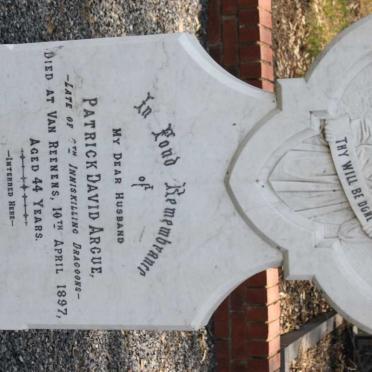 THY WILL BE DONE
In Fond Remembrance
of
MY DEAR HUSBAND
PATRICK DAVID ARGUE,
—LATE OF 6TH INNISKILLING DRAGOONS—
DIED AT VAN REENENS, 10TH APRIL 1897,
AGED 44 YEARS.
—INTERRED HERE—